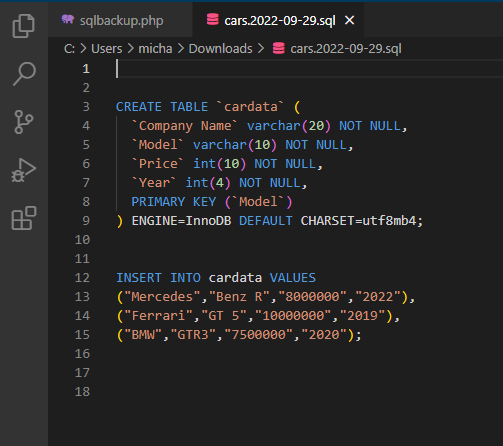 sqlbackup.php cars.2022-09-29.sql
C: > Users > micha > Downloads > cars.2022-09-29.sql
1
2
3 CREATE TABLE `cardata` (
4 `Company Name` varchar(20) NOT NULL,
5 `Model` varchar(10) NOT NULL,
6 `Price` int(10) NOT NULL,
7 `Year` int(4) NOT NULL,
8 PRIMARY KEY (`Model`)
9 ) ENGINE=InnoDB DEFAULT CHARSET=utf8mb4;
10
11
12 INSERT INTO cardata VALUES
13 ("Mercedes","Benz R","8000000","2022"),
14 ("Ferrari","GT 5","10000000","2019"),
15 ("BMW","GTR3","7500000","2020");
16
17
18